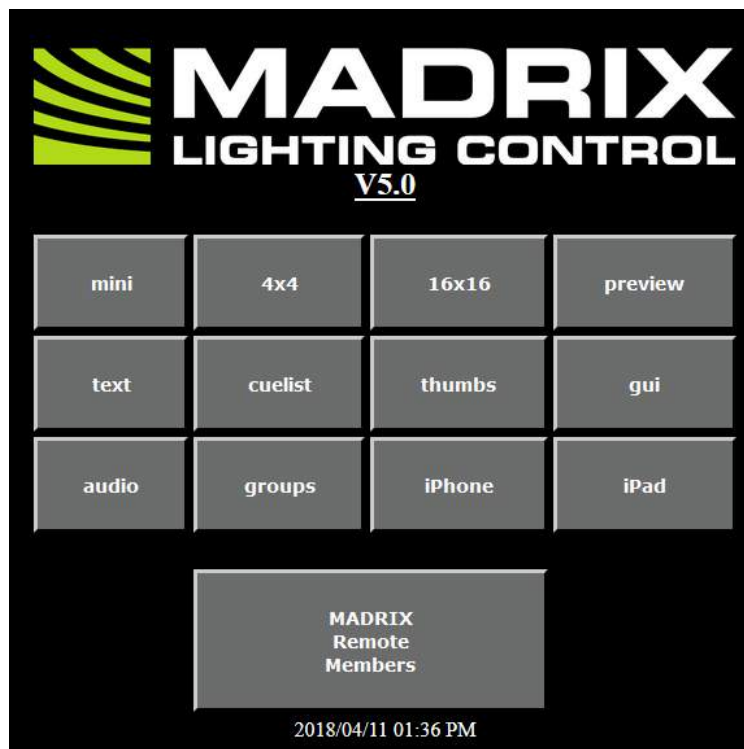 MADRIX
LIGHTING CONTROL
V5.0
mini 4x4 16x16 preview
text cuelist thumbs gui
audio groups iPhone iPad
MADRIX
Remote
Members
2018/04/11 01:36 PM